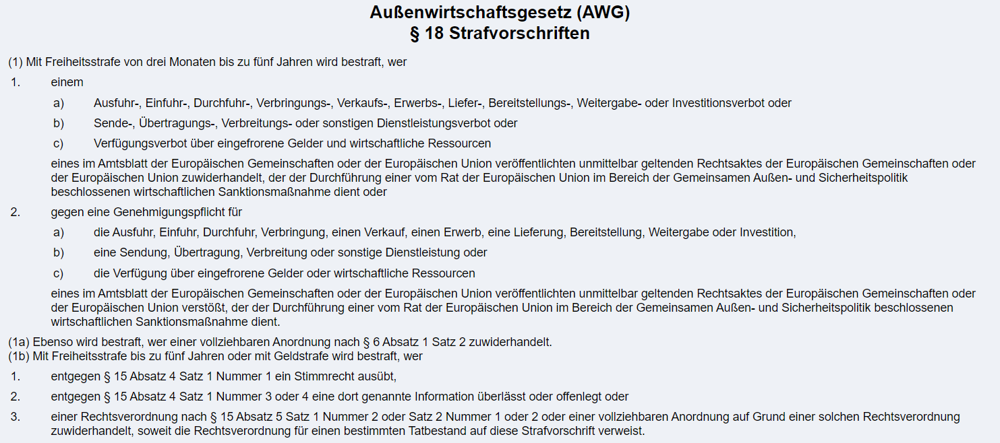 Außenwirtschaftsgesetz (AWG)
§ 18 Strafvorschriften
(1) Mit Freiheitsstrafe von drei Monaten bis zu fünf Jahren wird bestraft, wer
1. einem
a) Ausfuhr-, Einfuhr-, Durchfuhr-, Verbringungs-, Verkaufs-, Erwerbs-, Liefer-, Bereitstellungs-, Weitergabe- oder Investitionsverbot oder
b) Sende-, Übertragungs-, Verbreitungs- oder sonstigen Dienstleistungsverbot oder
c) Verfügungsverbot über eingefrorene Gelder und wirtschaftliche Ressourcen
eines im Amtsblatt der Europäischen Gemeinschaften oder der Europäischen Union veröffentlichten unmittelbar geltenden Rechtsaktes der Europäischen Gemeinschaften oder
der Europäischen Union zuwiderhandelt, der der Durchführung einer vom Rat der Europäischen Union im Bereich der Gemeinsamen Außen- und Sicherheitspolitik
beschlossenen wirtschaftlichen Sanktionsmaßnahme dient oder
2. gegen eine Genehmigungspflicht für
a) die Ausfuhr, Einfuhr, Durchfuhr, Verbringung, einen Verkauf, einen Erwerb, eine Lieferung, Bereitstellung, Weitergabe oder Investition,
b) eine Sendung, Übertragung, Verbreitung oder sonstige Dienstleistung oder
c) die Verfügung über eingefrorene Gelder oder wirtschaftliche Ressourcen
eines im Amtsblatt der Europäischen Gemeinschaften oder der Europäischen Union veröffentlichten unmittelbar geltenden Rechtsaktes der Europäischen Gemeinschaften oder
der Europäischen Union verstößt, der der Durchführung einer vom Rat der Europäischen Union im Bereich der Gemeinsamen Außen- und Sicherheitspolitik beschlossenen
wirtschaftlichen Sanktionsmaßnahme dient.
(1a) Ebenso wird bestraft, wer einer vollziehbaren Anordnung nach § 6 Absatz 1 Satz 2 zuwiderhandelt.
(1b) Mit Freiheitsstrafe bis zu fünf Jahren oder mit Geldstrafe wird bestraft, wer
1. entgegen § 15 Absatz 4 Satz 1 Nummer 1 ein Stimmrecht ausübt,
2. entgegen § 15 Absatz 4 Satz 1 Nummer 3 oder 4 eine dort genannte Information überlässt oder offenlegt oder
3. einer Rechtsverordnung nach § 15 Absatz 5 Satz 1 Nummer 2 oder Satz 2 Nummer 1 oder 2 oder einer vollziehbaren Anordnung auf Grund einer solchen Rechtsverordnung
zuwiderhandelt, soweit die Rechtsverordnung für einen bestimmten Tatbestand auf diese Strafvorschrift verweist.